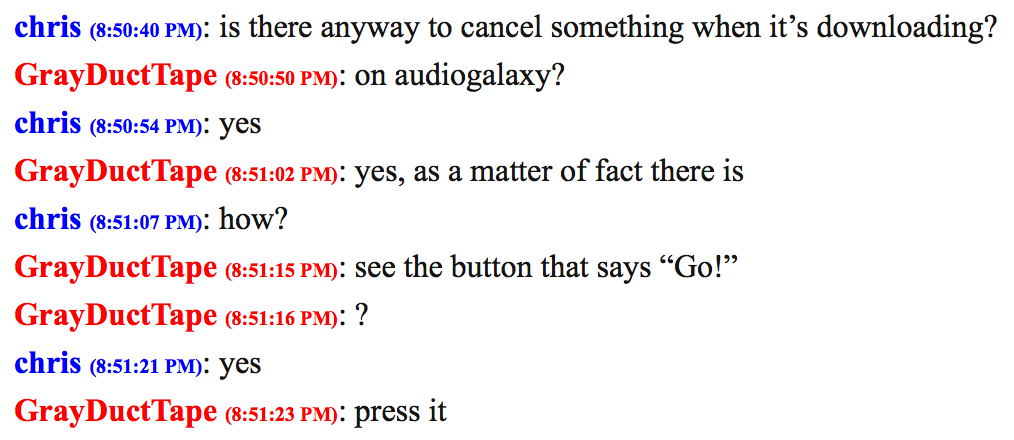 chris (8:50:40 PM): is there anyway to cancel something when it’s downloading?
GrayDuctTape (8:50:50 PM): on audiogalaxy?
chris (8:50:54 PM): yes
GrayDuctTape (8:51:02 PM): yes, as a matter of fact there is
chris (8:51:07 PM): how?
GrayDuctTape (8:51:15 PM): see the button that says “Go!”
GrayDuctTape (8:51:16 PM): ?
chris (8:51:21 PM): yes
GrayDuctTape (8:51:23 PM): press it